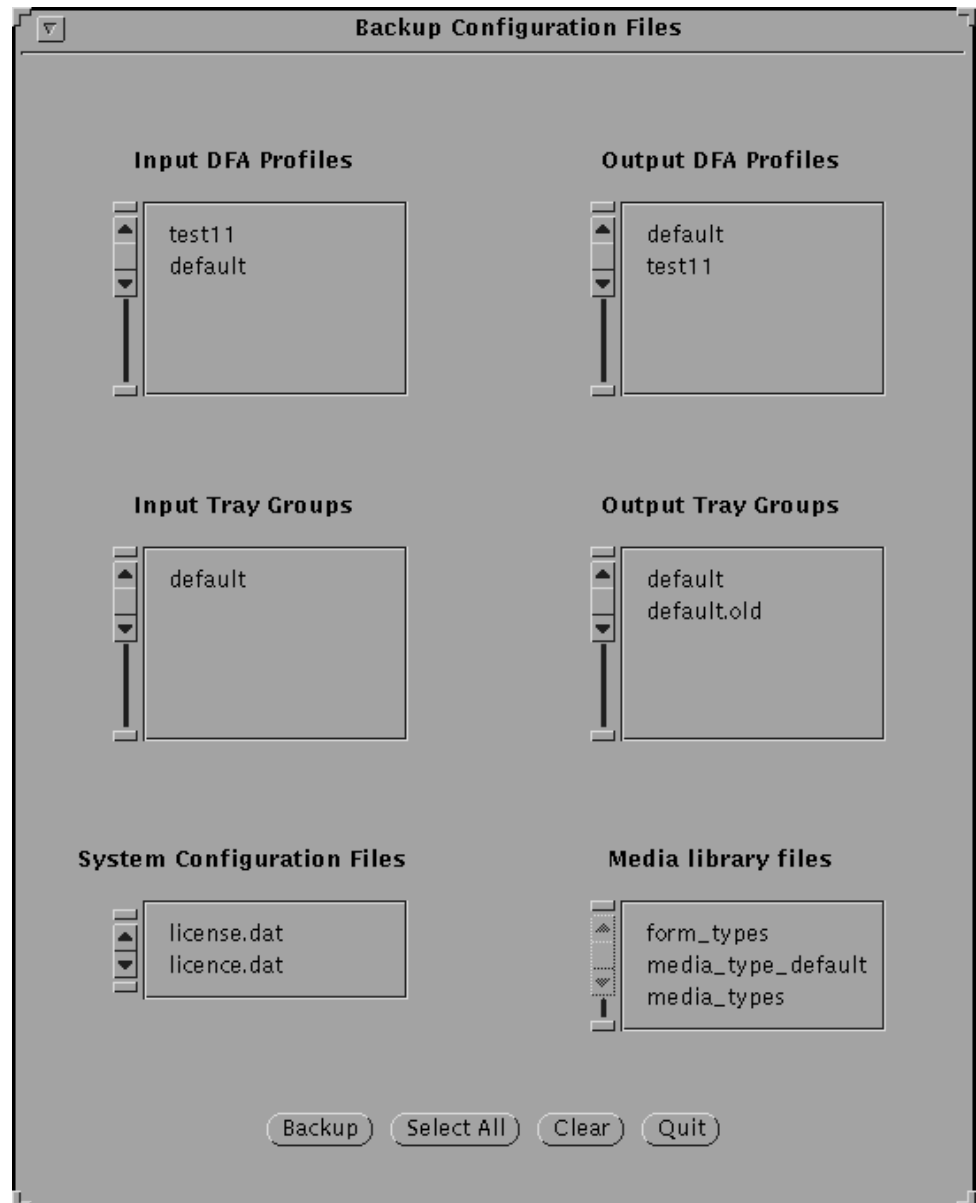 Backup Configuration Files
Input DFA Profiles
test11
default
Output DFA Profiles
default
test11
Input Tray Groups
default
Output Tray Groups
default
default.old
System Configuration Files
license.dat
licence.dat
Media library files
form_types
media_type_default
media_types
Backup
Select All
Clear
Quit